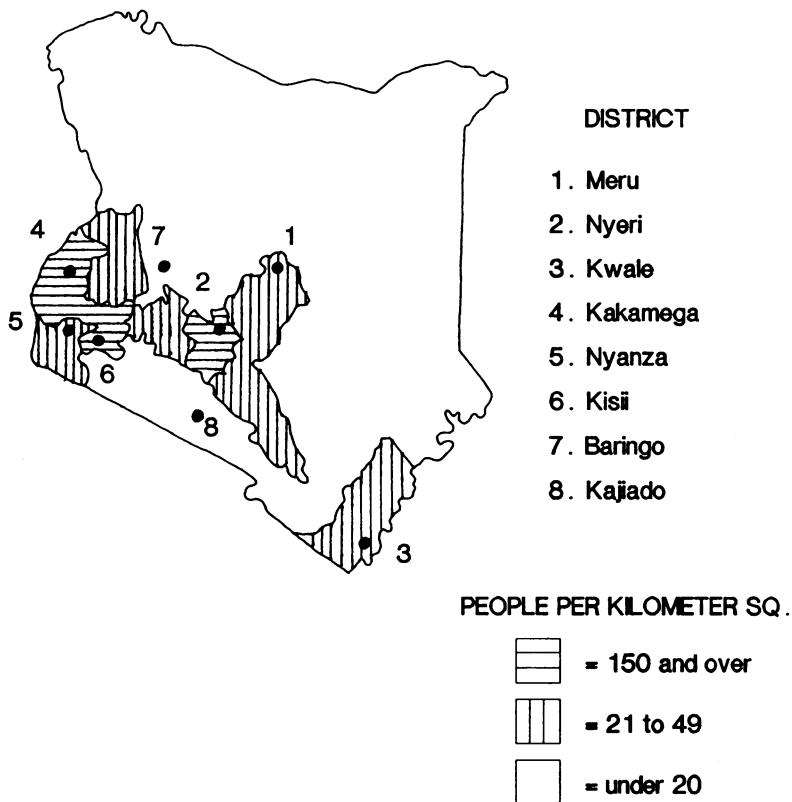 DISTRICT
1. Meru
2. Nyeri
3. Kwale
4. Kakamega
5. Nyanza
6. Kisii
7. Baringo
8. Kajiado
4
7
1
2
5
6
8
3
PEOPLE PER KILOMETER SQ.
= 150 and over
= 21 to 49
= under 20